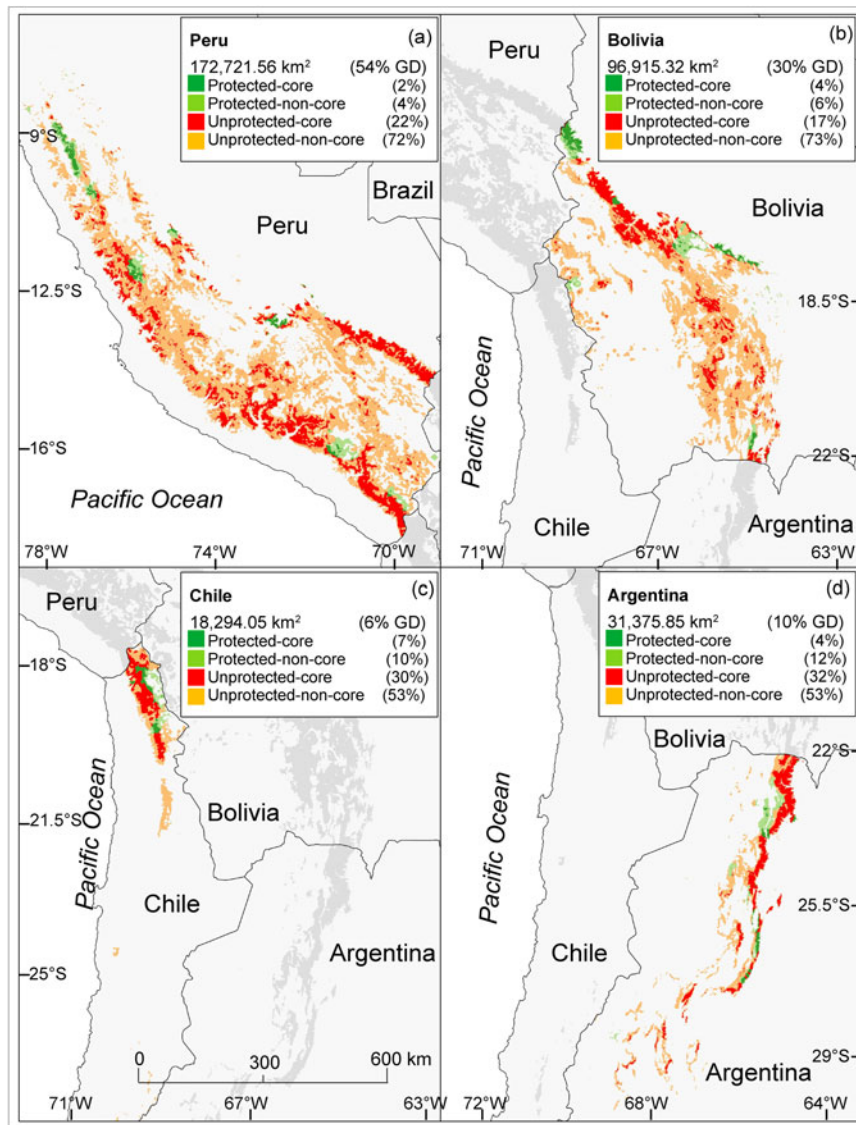 Peru
(a)
Peru
172,721.56 km² (54% GD)
Protected-core (2%)
Protected-non-core (4%)
Unprotected-core (22%)
Unprotected-non-core (72%)
9°S
Brazil
Peru
12.5°S
16°S
Pacific Ocean
78°W 74°W 70°W
(b)
Bolivia
96,915.32 km² (30% GD)
Protected-core (4%)
Protected-non-core (6%)
Unprotected-core (17%)
Unprotected-non-core (73%)
Bolivia
18.5°S
Pacific Ocean
22°S
Chile
Argentina
71°W 67°W 63°W
Peru
(c)
Chile
18,294.05 km² (6% GD)
Protected-core (7%)
Protected-non-core (10%)
Unprotected-core (30%)
Unprotected-non-core (53%)
18°S
Pacific Ocean
Bolivia
21.5°S
Chile
Argentina
25°S
0 300 600 km
71°W 67°W 63°W
(d)
Argentina
31,375.85 km² (10% GD)
Protected-core (4%)
Protected-non-core (12%)
Unprotected-core (32%)
Unprotected-non-core (53%)
Bolivia
22°S
Pacific Ocean
25.5°S
Chile
29°S
Argentina
72°W 68°W 64°W